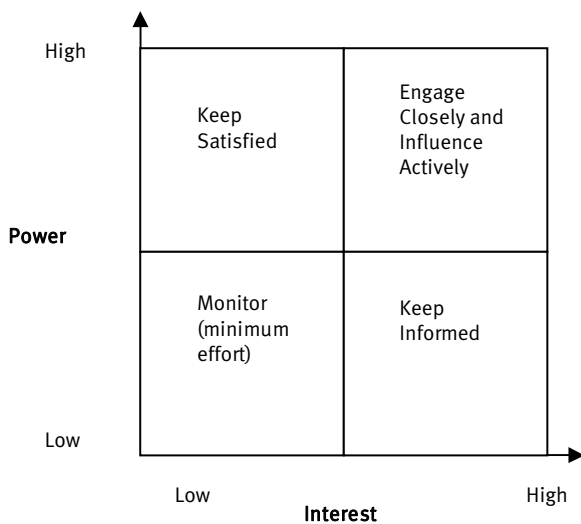 High
Keep
Satisfied
Engage
Closely and
Influence
Actively
Power
Monitor
(minimum
effort)
Keep
Informed
Low
Low
High
Interest